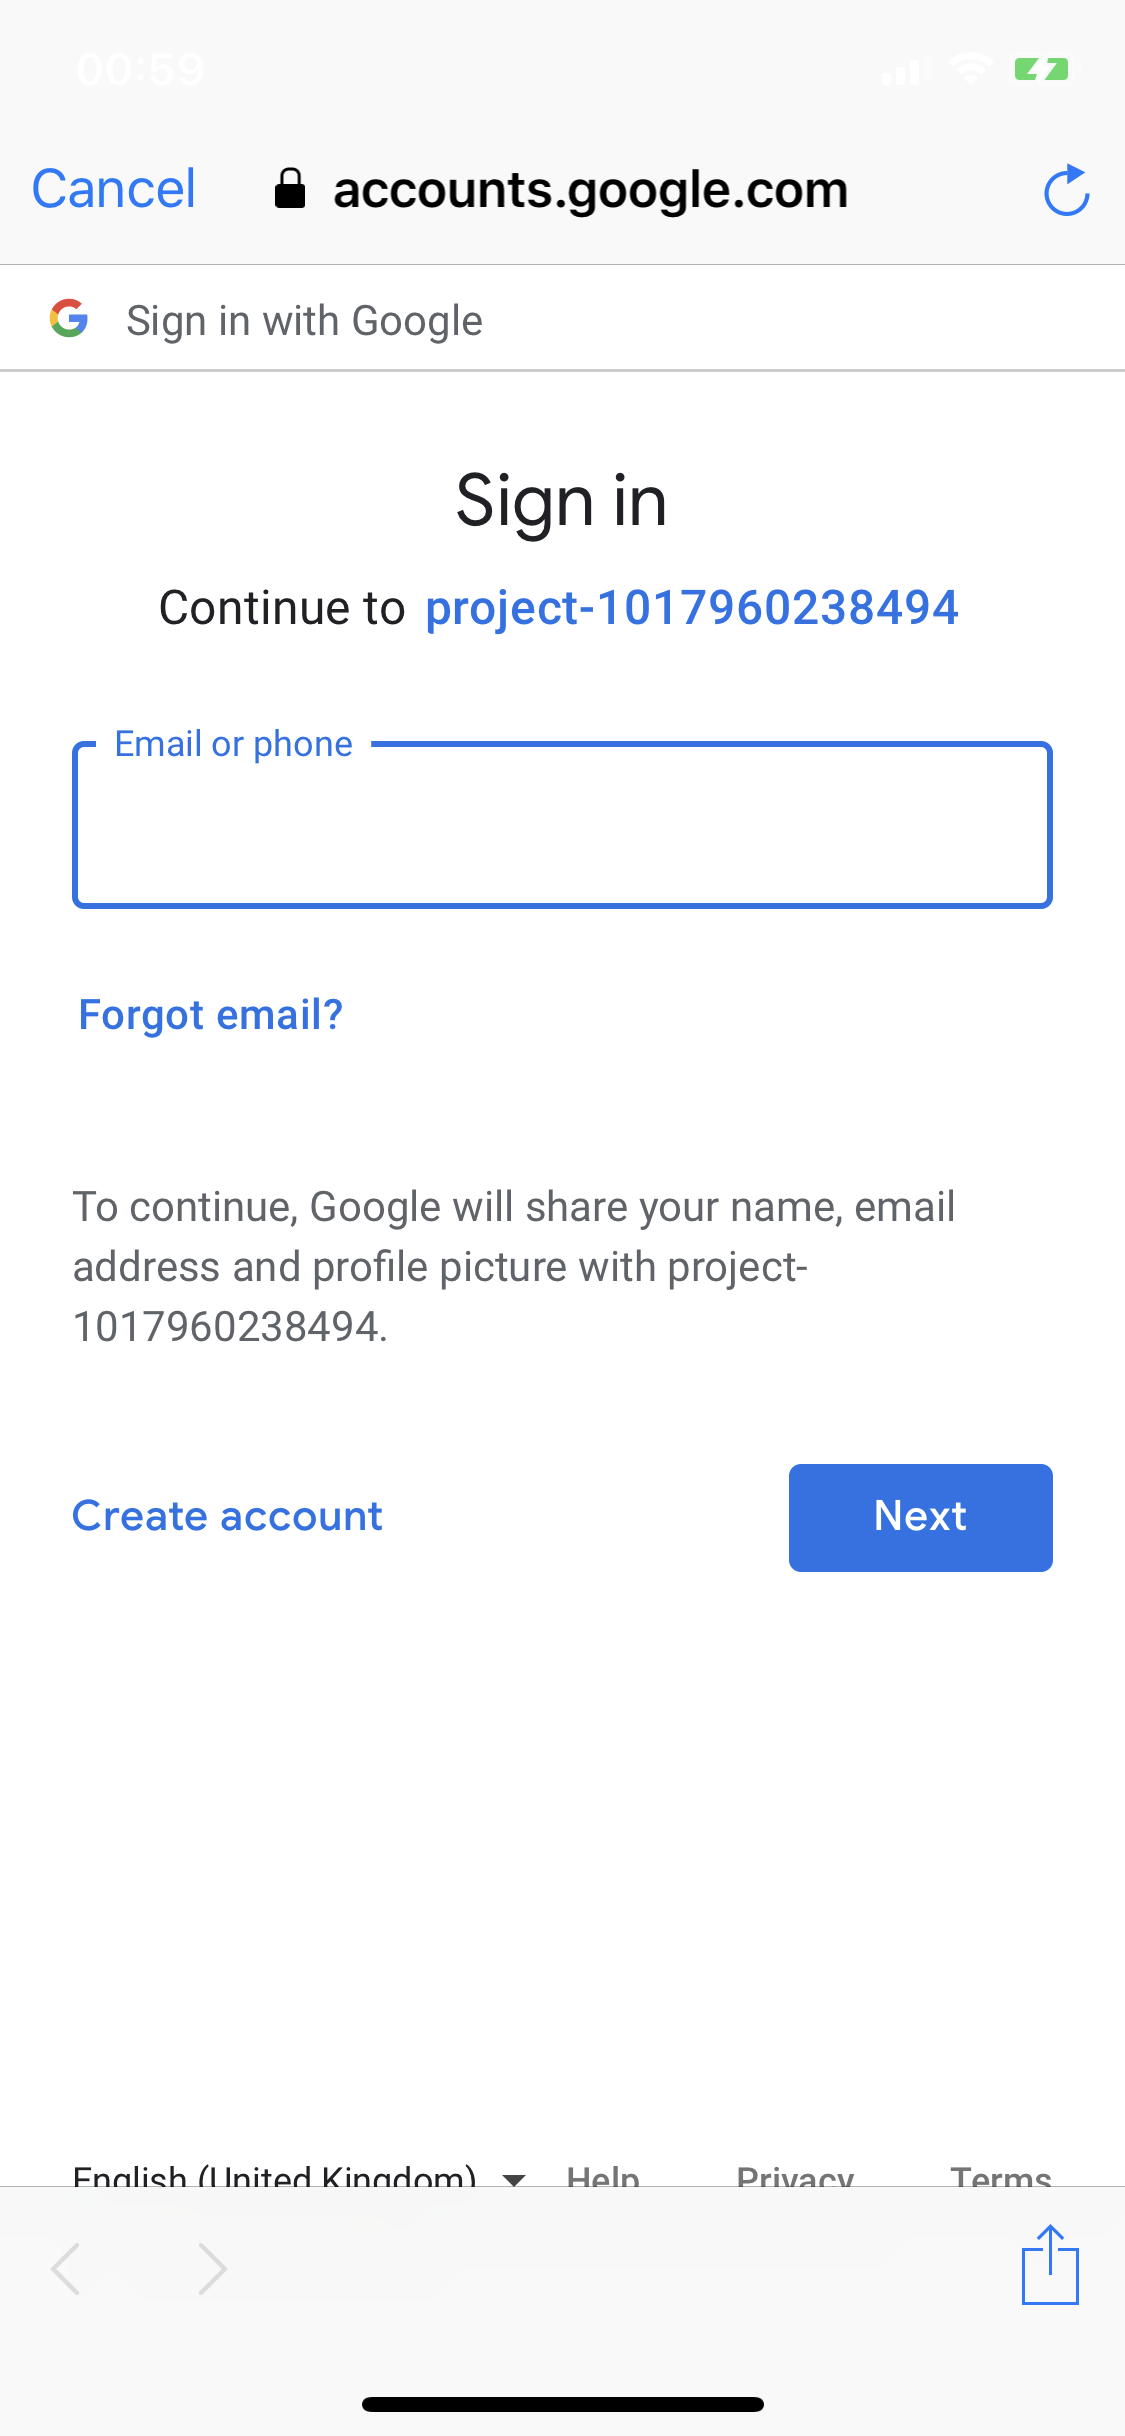 00:59
Cancel accounts.google.com
Sign in with Google
Sign in
Continue to project-1017960238494
Email or phone
Forgot email?
To continue, Google will share your name, email
address and profile picture with project-
1017960238494.
Create account Next
English (United Kingdom) Help Privacy Terms